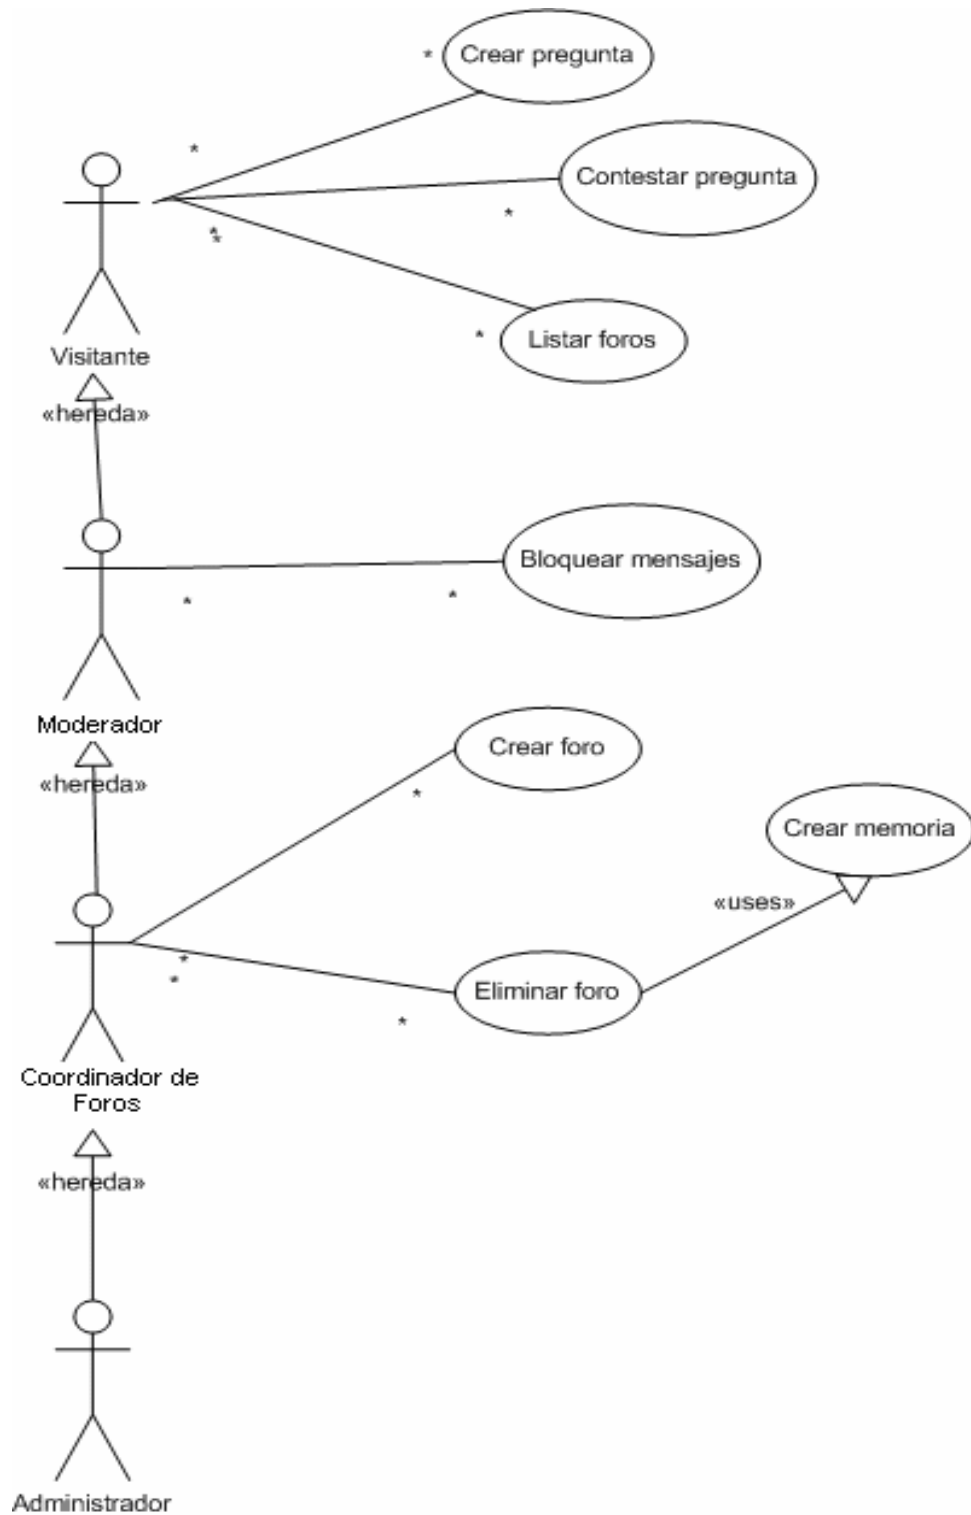 * Crear pregunta
*
Contestar pregunta
*
*
*
* Listar foros
Visitante
«hereda»
Bloquear mensajes
* *
Moderador
Crear foro
«hereda»
*
Crear memoria
«uses»
*
*
Eliminar foro
*
Coordinador de
Foros
«hereda»
Administrador